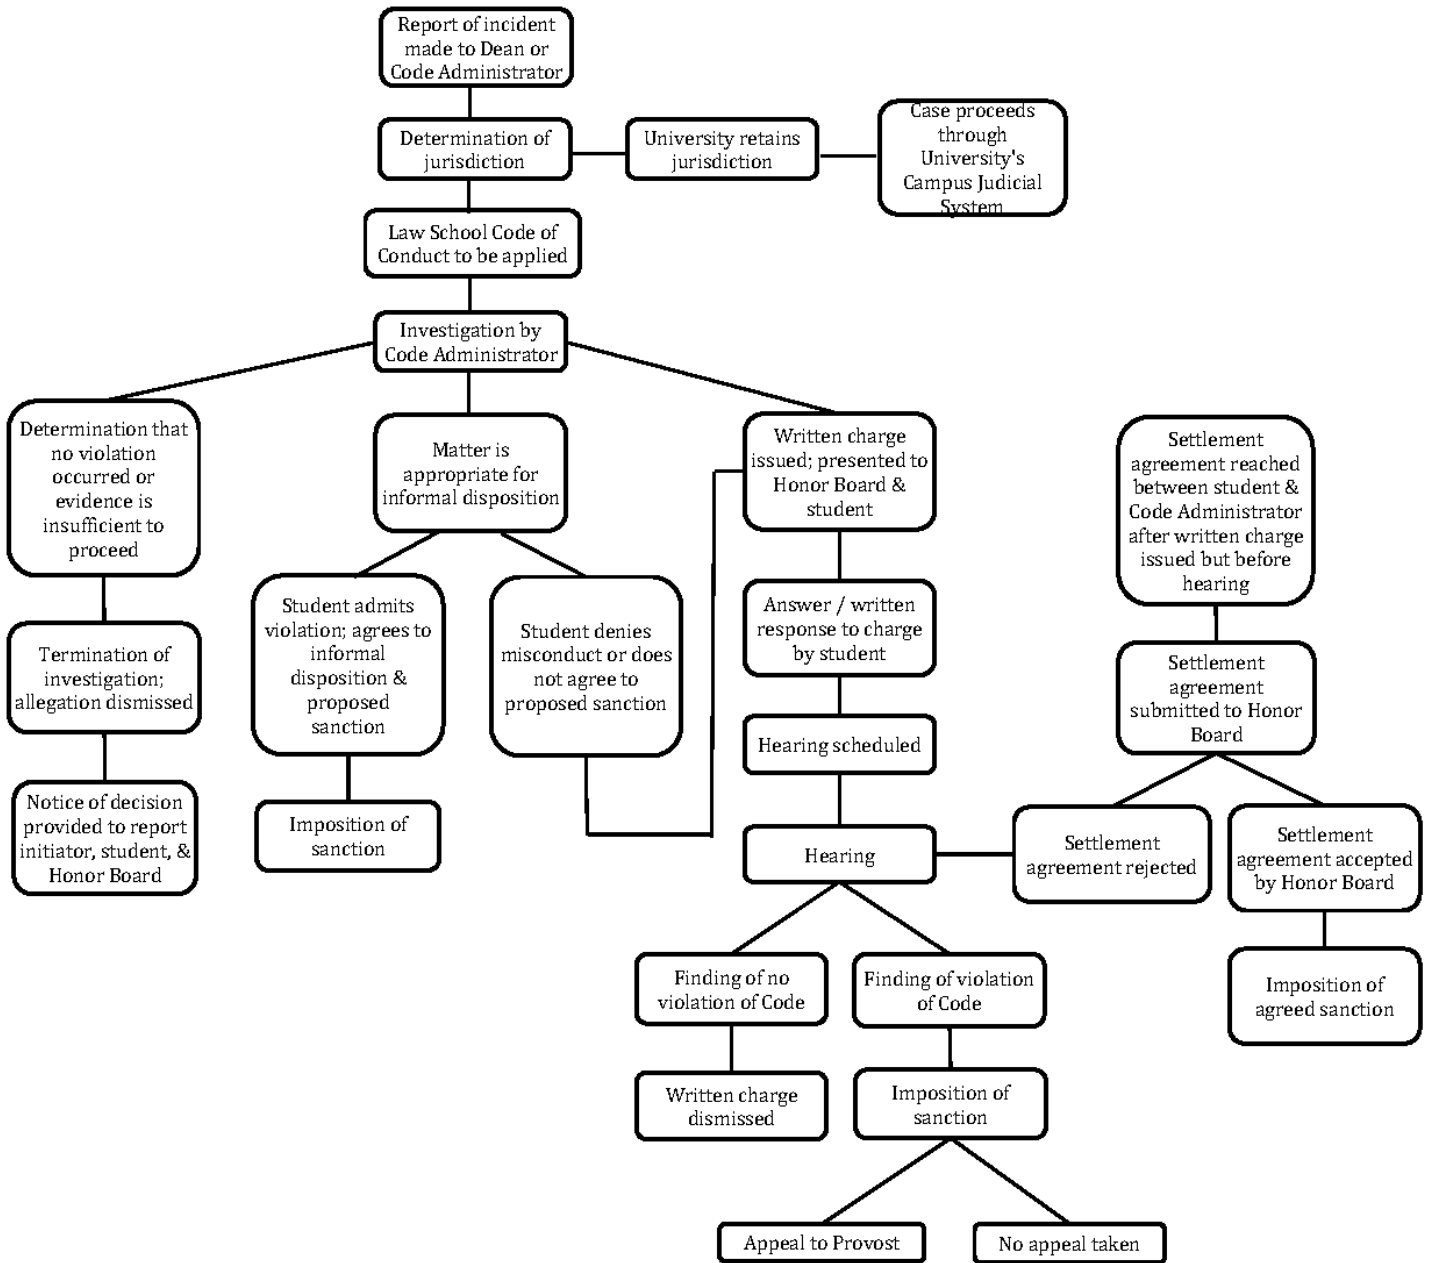 Report of incident
made to Dean or
Code Administrator
Determination of
jurisdiction
University retains
jurisdiction
Case proceeds
through
University's
Campus Judicial
System
Law School Code of
Conduct to be applied
Investigation by
Code Administrator
Determination that
no violation
occurred or
evidence is
insufficient to
proceed
Matter is
appropriate for
informal disposition
Written charge
issued; presented to
Honor Board &
student
Settlement
agreement reached
between student &
Code Administrator
after written charge
issued but before
hearing
Termination of
investigation;
allegation dismissed
Student admits
violation; agrees to
informal
disposition &
proposed
sanction
Student denies
misconduct or does
not agree to
proposed sanction
Answer / written
response to charge
by student
Settlement
agreement
submitted to Honor
Board
Hearing scheduled
Notice of decision
provided to report
initiator, student, &
Honor Board
Imposition of
sanction
Hearing
Settlement
agreement rejected
Settlement
agreement accepted
by Honor Board
Finding of no
violation of Code
Finding of violation
of Code
Imposition of
agreed sanction
Written charge
dismissed
Imposition of
sanction
Appeal to Provost
No appeal taken